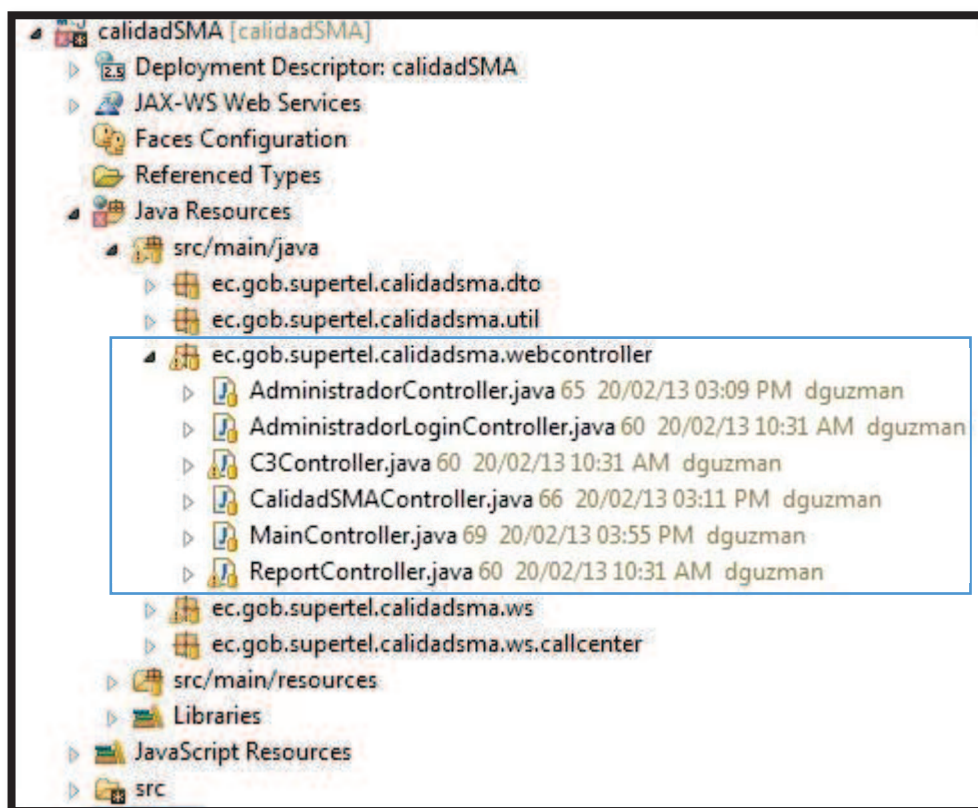 calidadSMA [calidadSMA]
2.5 Deployment Descriptor: calidadSMA
JAX-WS Web Services
Faces Configuration
Referenced Types
Java Resources
src/main/java
ec.gob.supertel.calidadsma.dto
ec.gob.supertel.calidadsma.util
ec.gob.supertel.calidadsma.webcontroller
AdministradorController.java 65 20/02/13 03:09 PM dguzman
AdministradorLoginController.java 60 20/02/13 10:31 AM dguzman
C3Controller.java 60 20/02/13 10:31 AM dguzman
CalidadSMAController.java 66 20/02/13 03:11 PM dguzman
MainController.java 69 20/02/13 03:55 PM dguzman
ReportController.java 60 20/02/13 10:31 AM dguzman
ec.gob.supertel.calidadsma.ws
ec.gob.supertel.calidadsma.ws.callcenter
src/main/resources
Libraries
JavaScript Resources
src